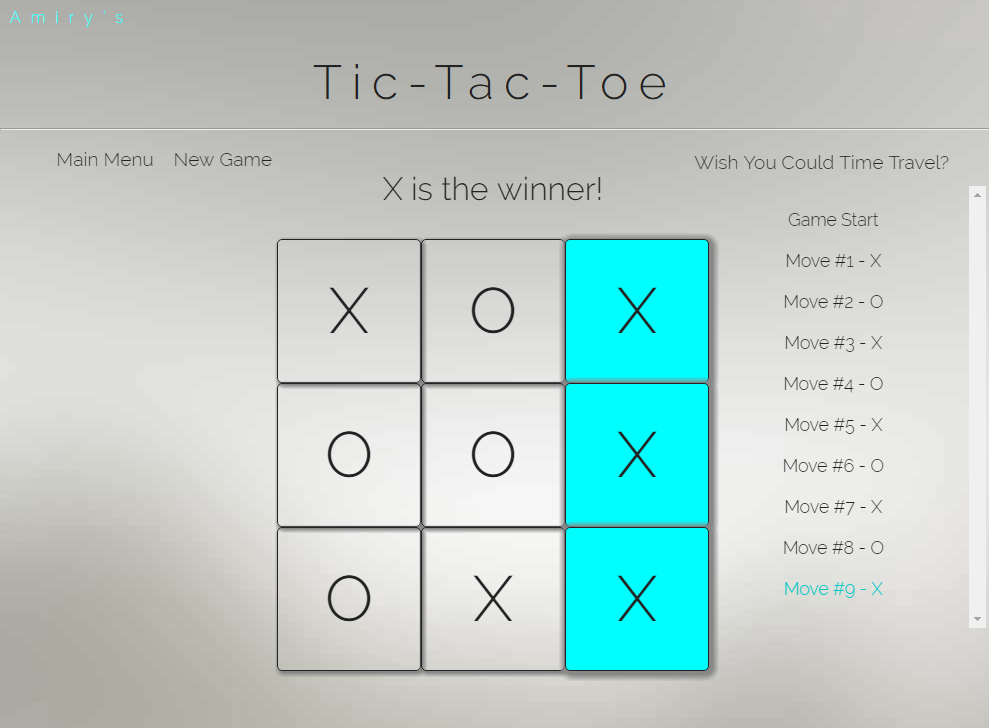 Amiry's
Tic-Tac-Toe
Main Menu New Game
Wish You Could Time Travel?
X is the winner!
X O X
O O X
O X X
Game Start
Move #1 - X
Move #2 - O
Move #3 - X
Move #4 - O
Move #5 - X
Move #6 - O
Move #7 - X
Move #8 - O
Move #9 - X